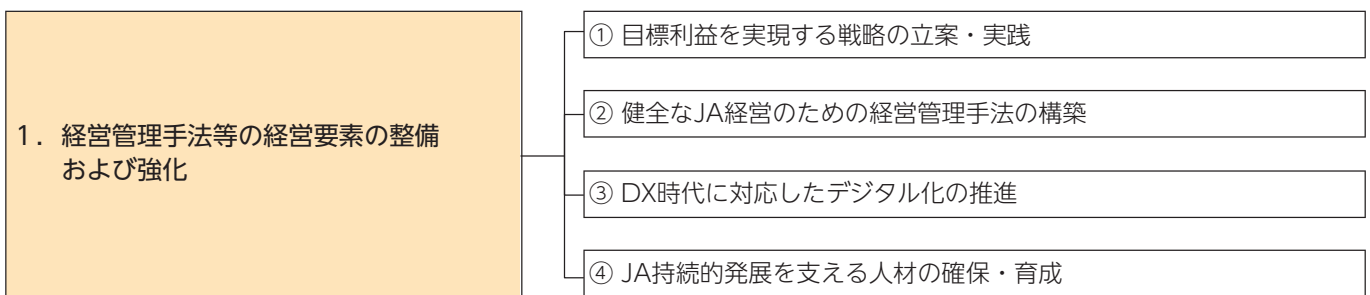 1．経営管理手法等の経営要素の整備
および強化
① 目標利益を実現する戦略の立案・実践
② 健全なJA経営のための経営管理手法の構築
③ DX時代に対応したデジタル化の推進
④ JA持続的発展を支える人材の確保・育成